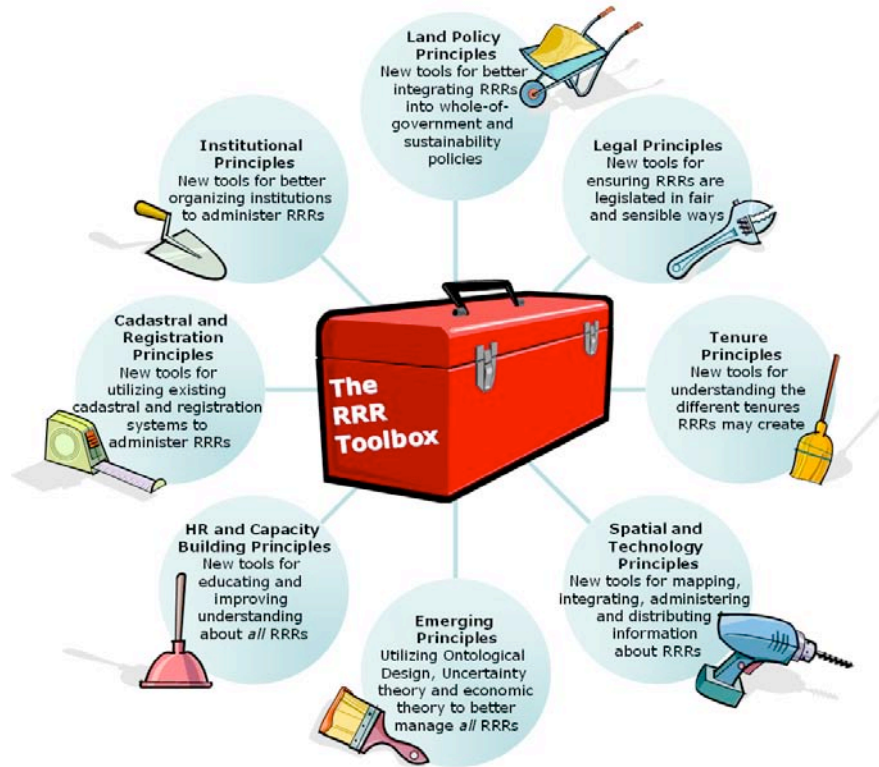 Land Policy
Principles
New tools for better
integrating RRRs
into whole-of-
government and
sustainability
policies
Legal Principles
New tools for
ensuring RRRs are
legislated in fair
and sensible ways
Tenure
Principles
New tools for
understanding the
different tenures
RRRs may create
Spatial and
Technology
Principles
New tools for mapping,
integrating, administering
and distributing
information
about RRRs
Emerging
Principles
Utilizing Ontological
Design, Uncertainty
theory and economic
theory to better
manage all RRRs
HR and Capacity
Building Principles
New tools for
educating and
improving
understanding
about all RRRs
Cadastral and
Registration
Principles
New tools for
utilizing existing
cadastral and registration
systems to
administer RRRs
Institutional
Principles
New tools for better
organizing institutions
to administer RRRs
The
RRR
Toolbox